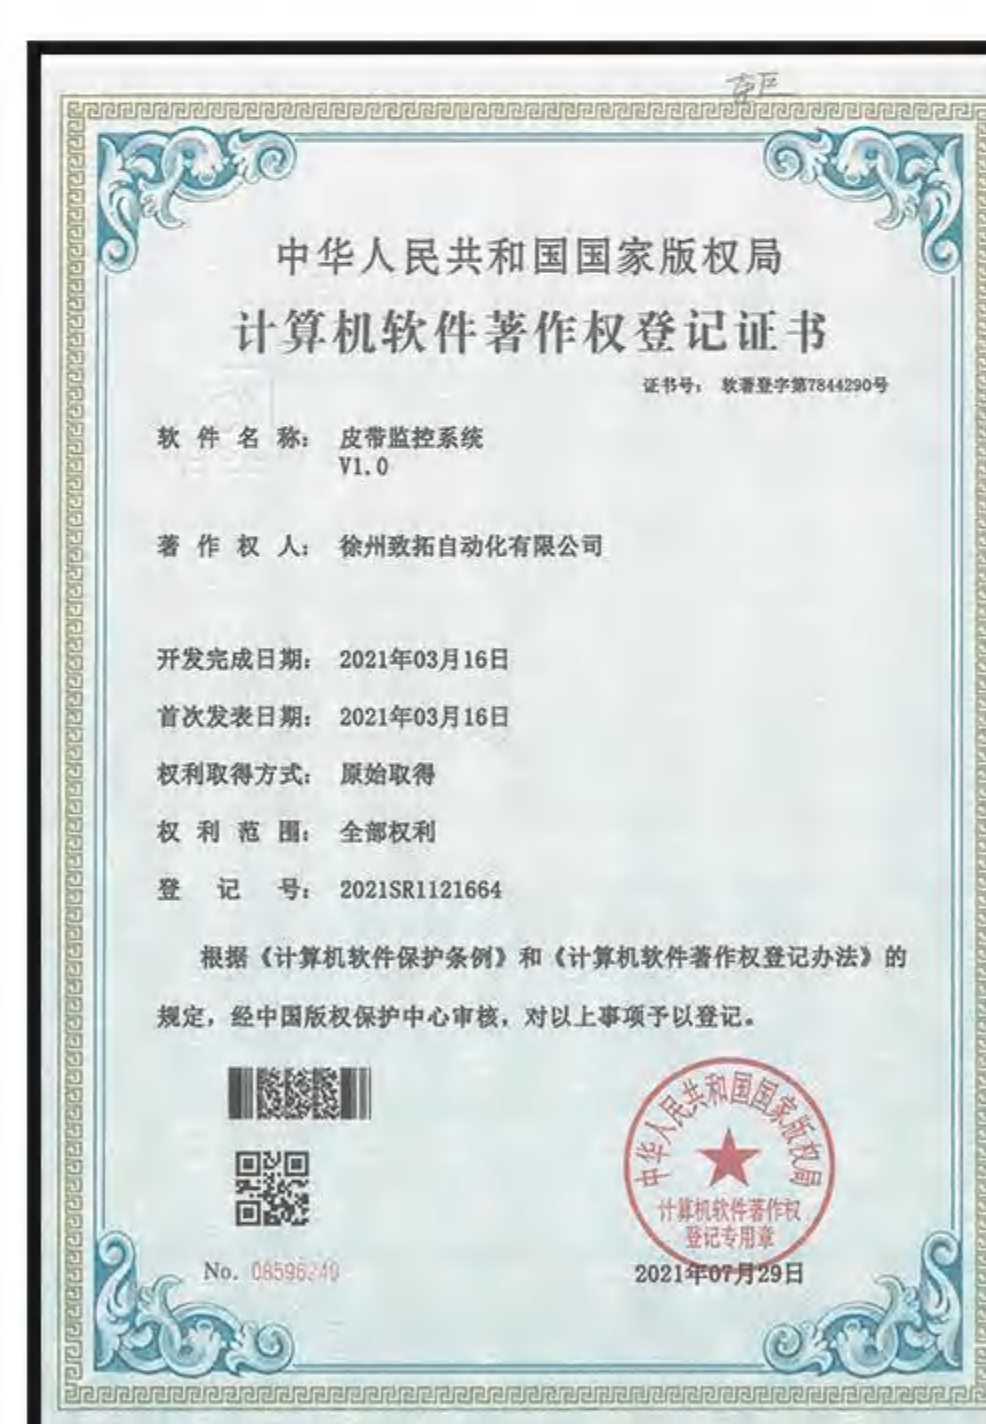 中华人民共和国国家版权局
计算机软件著作权登记证书
证书号： 软著登字第7844290号
软件名称： 皮带监控系统
V1.0
著作权人： 徐州致拓自动化有限公司
开发完成日期： 2021年03月16日
首次发表日期： 2021年03月16日
权利取得方式： 原始取得
权利范围： 全部权利
登记号： 2021SR1121664
根据《计算机软件保护条例》和《计算机软件著作权登记办法》的
规定，经中国版权保护中心审核，对以上事项予以登记。
中华人民共和国国家版权局
计算机软件著作权
登记专用章
No. 08596240
2021年07月29日